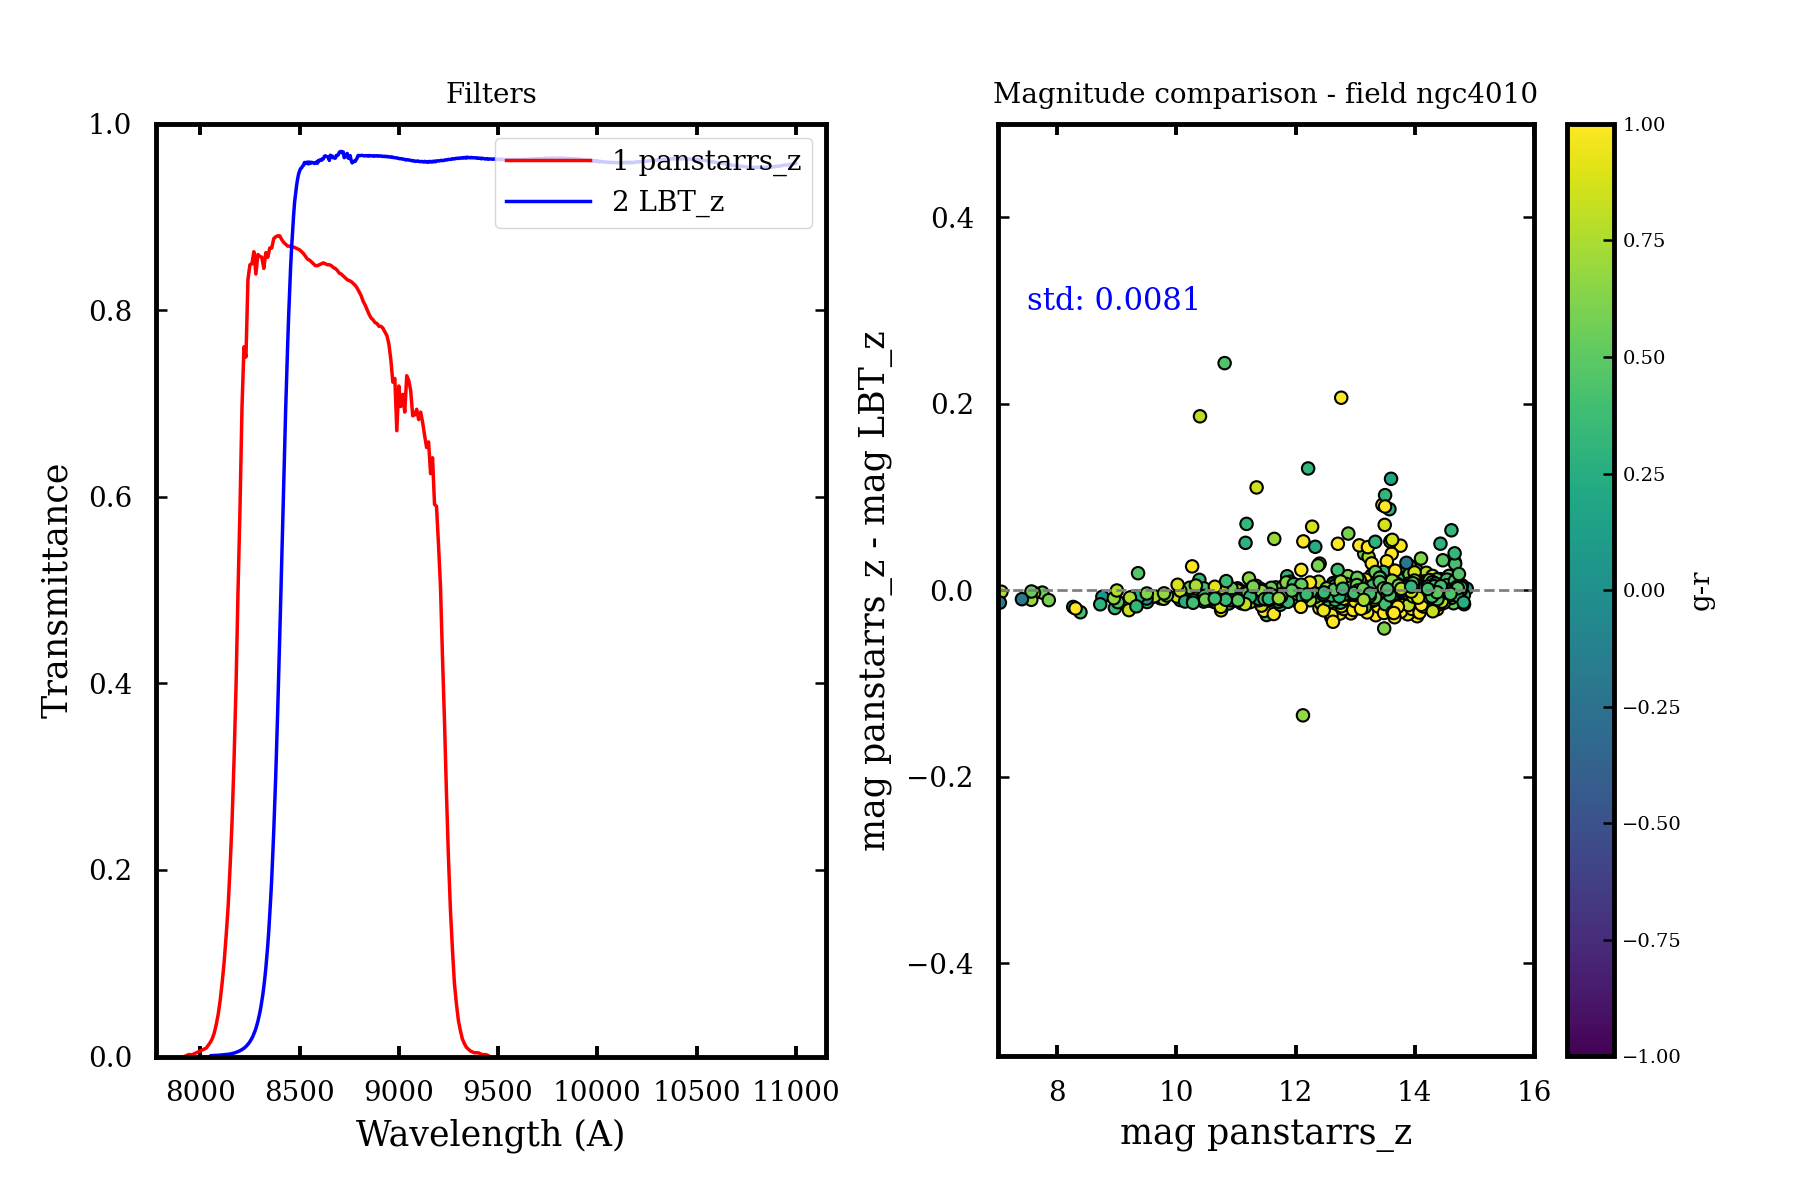 Filters
1.0
0.8
0.6
0.4
0.2
0.0
Transmittance
1 panstarrs_z
2 LBT_z
8000 8500 9000 9500 10000 10500 11000
Wavelength (A)
Magnitude comparison - field ngc4010
0.4
0.2
0.0
−0.2
−0.4
mag panstarrs_z - mag LBT_z
std: 0.0081
8 10 12 14 16
mag panstarrs_z
1.00
0.75
0.50
0.25
0.00
−0.25
−0.50
−0.75
−1.00
g-r